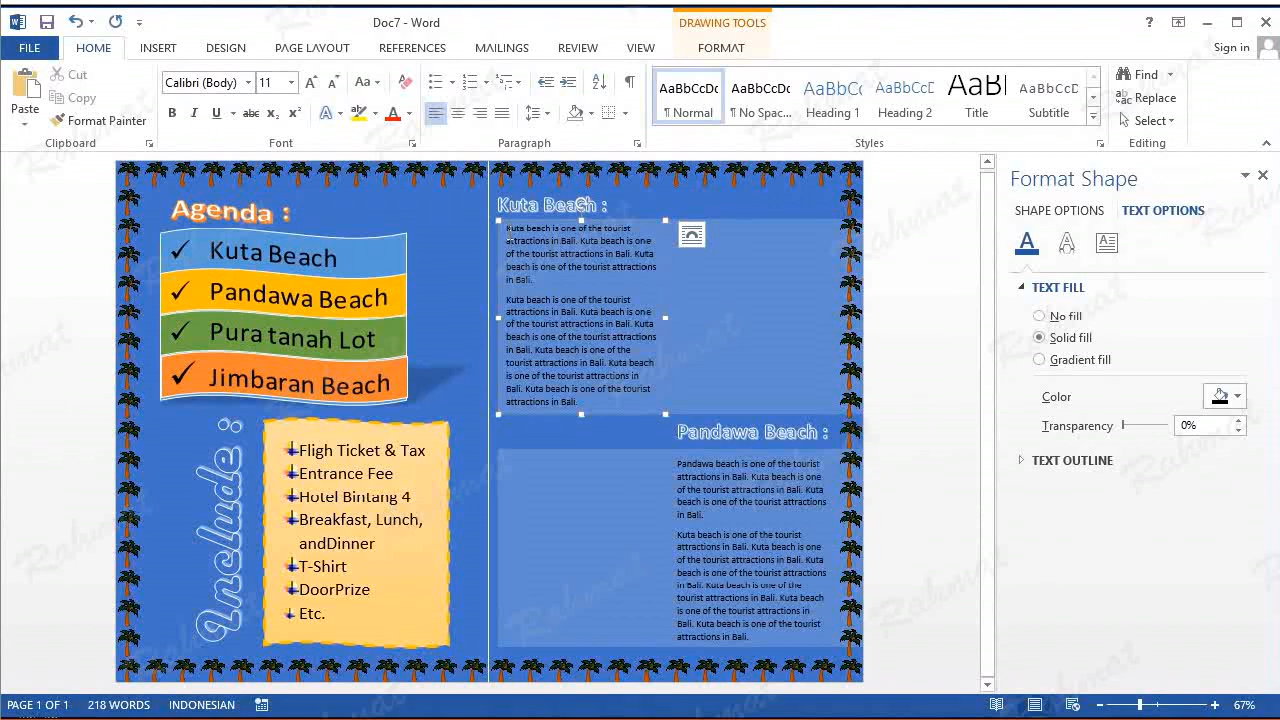 Doc7 - Word
DRAWING TOOLS
FILE
HOME
INSERT
DESIGN
PAGE LAYOUT
REFERENCES
MAILINGS
REVIEW
VIEW
FORMAT
Sign in
Paste
Cut
Copy
Format Painter
Clipboard
Calibri (Body)
11
Font
Paragraph
AaBbCcDc
¶ Normal
AaBbCcDc
¶ No Spac...
AaBbC
Heading 1
AaBbCcD
Heading 2
AaB
Title
AaBbCcD
Subtitle
Styles
Find
Replace
Select
Editing
Agenda :
Kuta Beach
Pandawa Beach
Pura tanah Lot
Jimbaran Beach
Include :
Fligh Ticket & Tax
Entrance Fee
Hotel Bintang 4
Breakfast, Lunch,
andDinner
T-Shirt
DoorPrize
Etc.
Kuta Beach :
Kuta beach is one of the tourist
attractions in Bali. Kuta beach is one
of the tourist attractions in Bali. Kuta
beach is one of the tourist attractions
in Bali.
Kuta beach is one of the tourist
attractions in Bali. Kuta beach is one
of the tourist attractions in Bali. Kuta
beach is one of the tourist attractions
in Bali. Kuta beach is one of the
tourist attractions in Bali. Kuta beach
is one of the tourist attractions in
Bali. Kuta beach is one of the tourist
attractions in Bali.
Pandawa Beach :
Pandawa beach is one of the tourist
attractions in Bali. Kuta beach is one
of the tourist attractions in Bali. Kuta
beach is one of the tourist attractions
in Bali.
Kuta beach is one of the tourist
attractions in Bali. Kuta beach is one
of the tourist attractions in Bali. Kuta
beach is one of the tourist attractions
in Bali. Kuta beach is one of the
tourist attractions in Bali. Kuta beach
is one of the tourist attractions in
Bali. Kuta beach is one of the tourist
attractions in Bali.
Format Shape
SHAPE OPTIONS
TEXT OPTIONS
TEXT FILL
No fill
Solid fill
Gradient fill
Color
Transparency
0%
TEXT OUTLINE
PAGE 1 OF 1
218 WORDS
INDONESIAN
67%
Rahmat